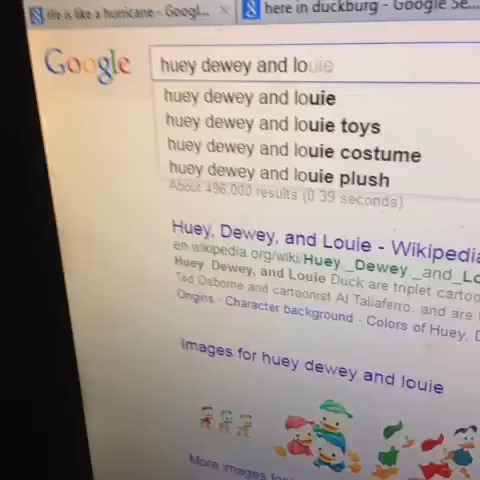 life is like a hurricane - Googl...
here in duckburg - Google Se...
Google
huey dewey and louie
huey dewey and louie
huey dewey and louie toys
huey dewey and louie costume
huey dewey and louie plush
About 496,000 results (0.39 seconds)
Huey, Dewey, and Louie - Wikipedia
en.wikipedia.org/wiki/Huey,_Dewey,_and_Lo
Huey, Dewey, and Louie Duck are triplet cartoo
Ted Osborne and cartoonist Al Taliaferro, and are
Origins - Character background - Colors of Huey, D
Images for huey dewey and louie
More images for